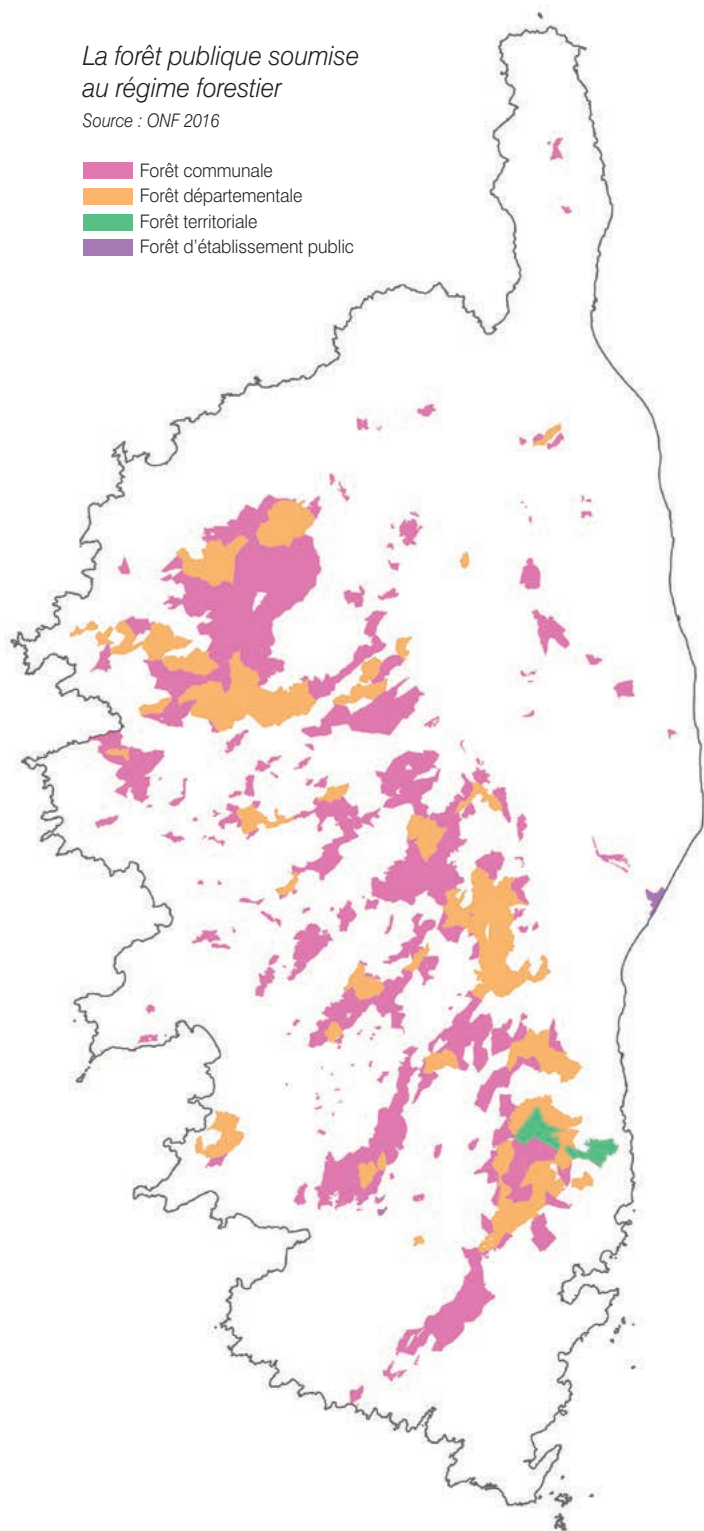 La forêt publique soumise
au régime forestier
Source : ONF 2016
Forêt communale
Forêt départementale
Forêt territoriale
Forêt d'établissement public